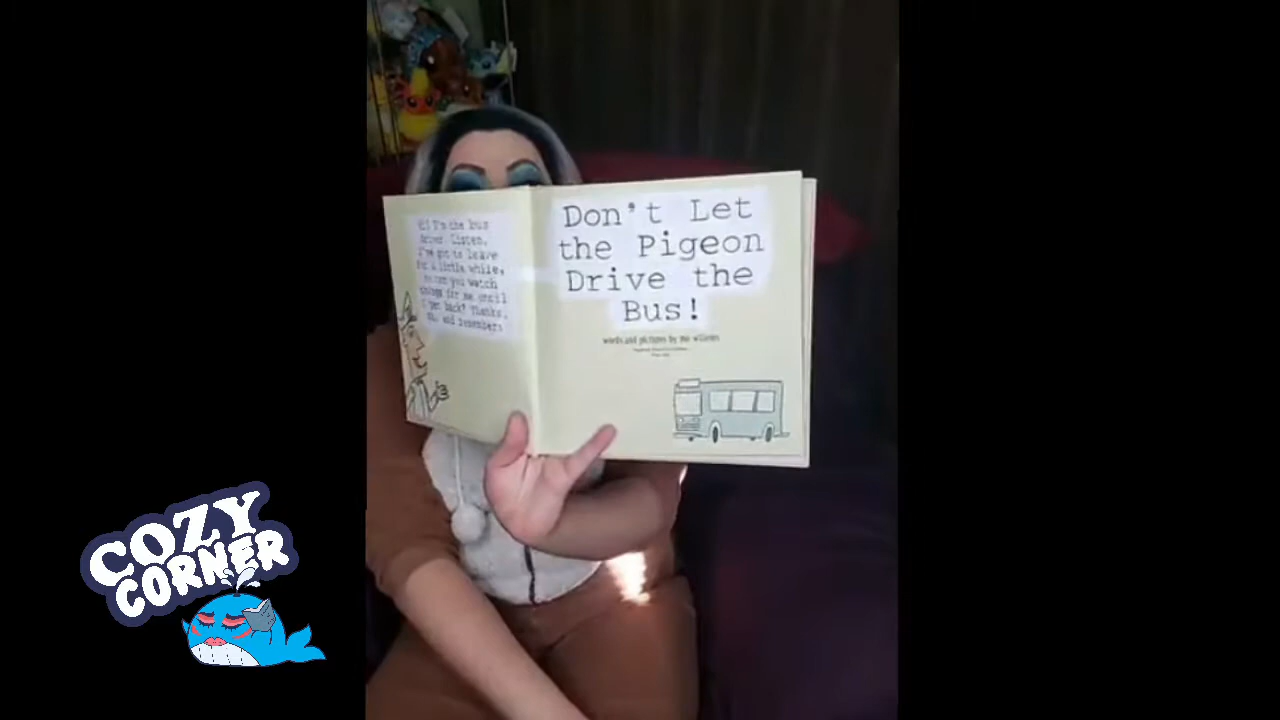 Hi! I'm the bus
driver. Listen,
I've got to leave
for a little while,
so can you watch
things for me until
I get back? Thanks.
Oh, and remember:
Don't Let
the Pigeon
Drive the
Bus!
words and pictures by mo willems
COZY
CORNER